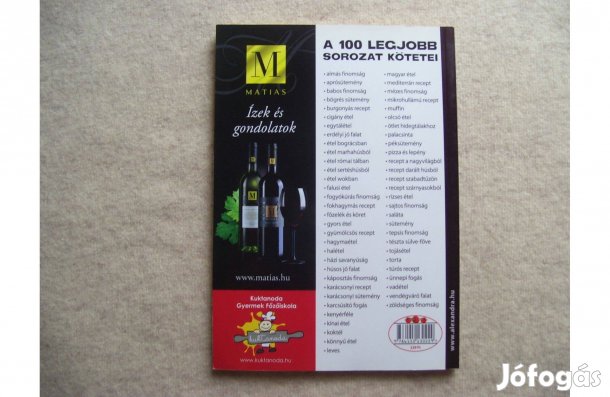 M
MATIAS
Ízek és
gondolatok
www.matias.hu
Kuktanoda
Gyermek Főzőiskola
kuktanoda
www.kuktanoda.hu
A 100 LEGJOBB
SOROZAT KÖTETEI
• almás finomság
• aprósütemény
• babos finomság
• bögrés sütemény
• burgonyás recept
• cigány étel
• egytálétel
• erdélyi jó falat
• étel bográcsban
• étel marhahúsból
• étel római tálban
• étel sertéshúsból
• étel wokban
• falusi étel
• fogyókúrás finomság
• fokhagymás recept
• főzelék és köret
• gyors étel
• gyümölcsös recept
• hagymaétel
• halétel
• házi savanyúság
• húsos jó falat
• káposztás finomság
• karácsonyi recept
• karácsonyi sütemény
• karcsúsító fogás
• kenyérféle
• kínai étel
• koktél
• könnyű étel
• leves
• magyar étel
• mediterrán recept
• mézes finomság
• mikrohullámú recept
• muffin
• olcsó étel
• ötlet hidegtálakhoz
• palacsinta
• péksütemény
• pizza és lepény
• recept a nagyvilágból
• recept darált húsból
• recept szabadtűzön
• recept szárnyasokból
• rizses étel
• sajtos finomság
• saláta
• sütemény
• tepsis finomság
• tészta sülve-főve
• tojásétel
• torta
• túrós recept
• ünnepi fogás
• vadétel
• vendégváró falat
• zöldséges finomság
www.alexandra.hu
Jófogás